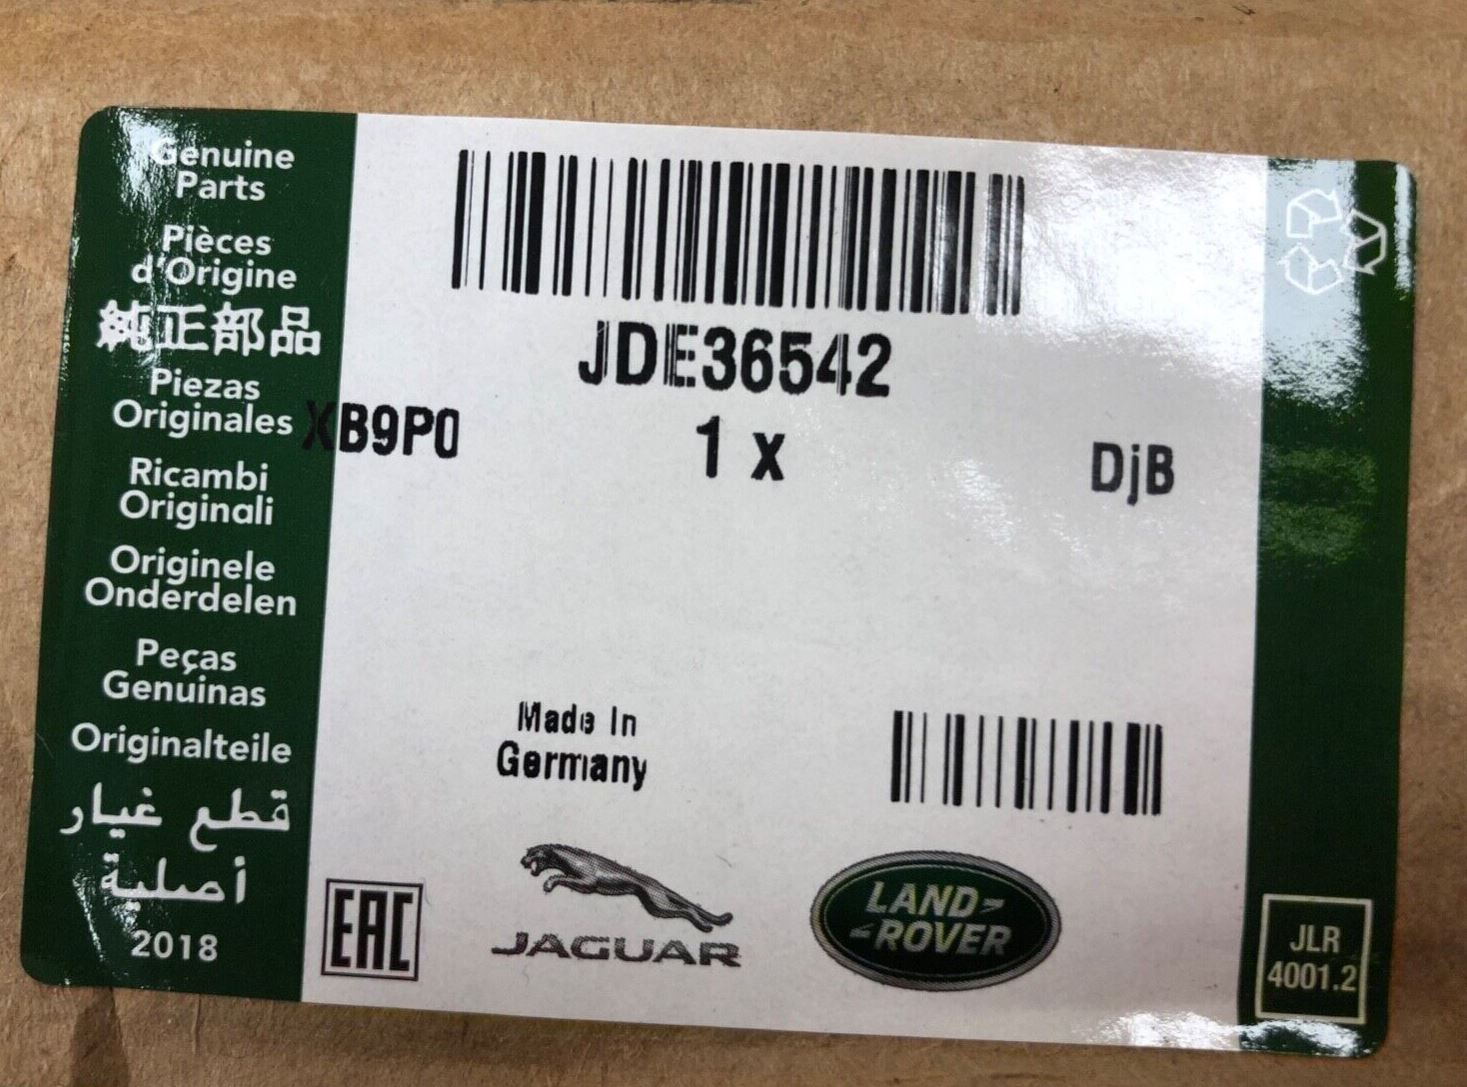 Genuine
Parts
Pièces
d'Origine
純正部品
Piezas
Originales
Ricambi
Originali
Originele
Onderdelen
Peças
Genuinas
Originalteile
قطع غيار
أصلية
2018
JDE36542
XB9P0
1 x
DjB
Made In
Germany
EAC
JAGUAR
LAND-
-ROVER
JLR
4001.2